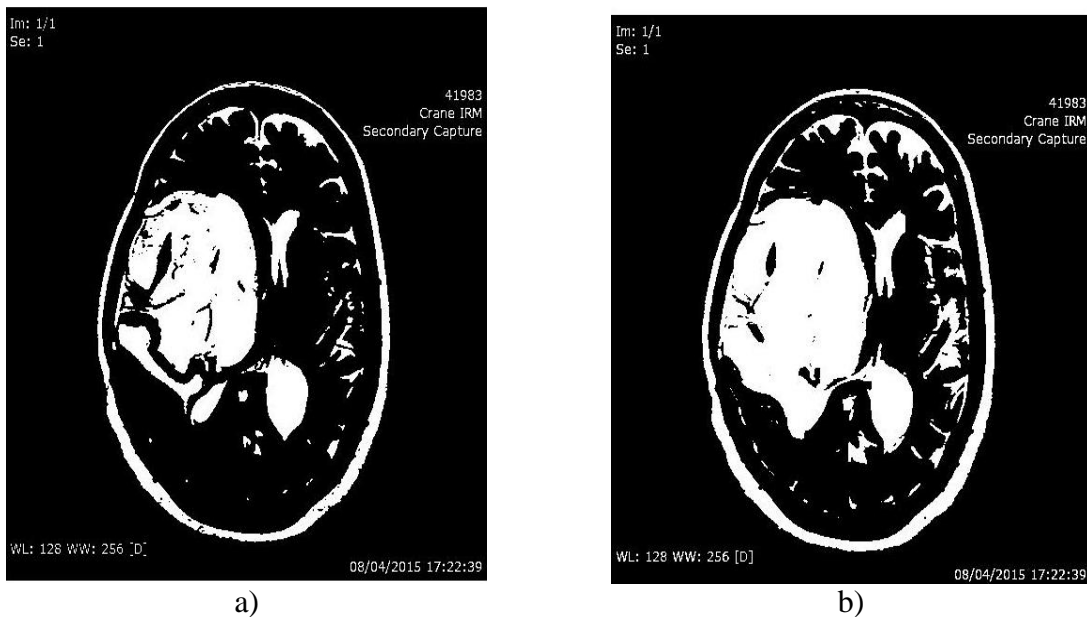 Im: 1/1
Se: 1
41983
Crane IRM
Secondary Capture
WL: 128 WW: 256 [D]
08/04/2015 17:22:39
a)
Im: 1/1
Se: 1
41983
Crane IRM
Secondary Capture
WL: 128 WW: 256 [D]
08/04/2015 17:22:39
b)